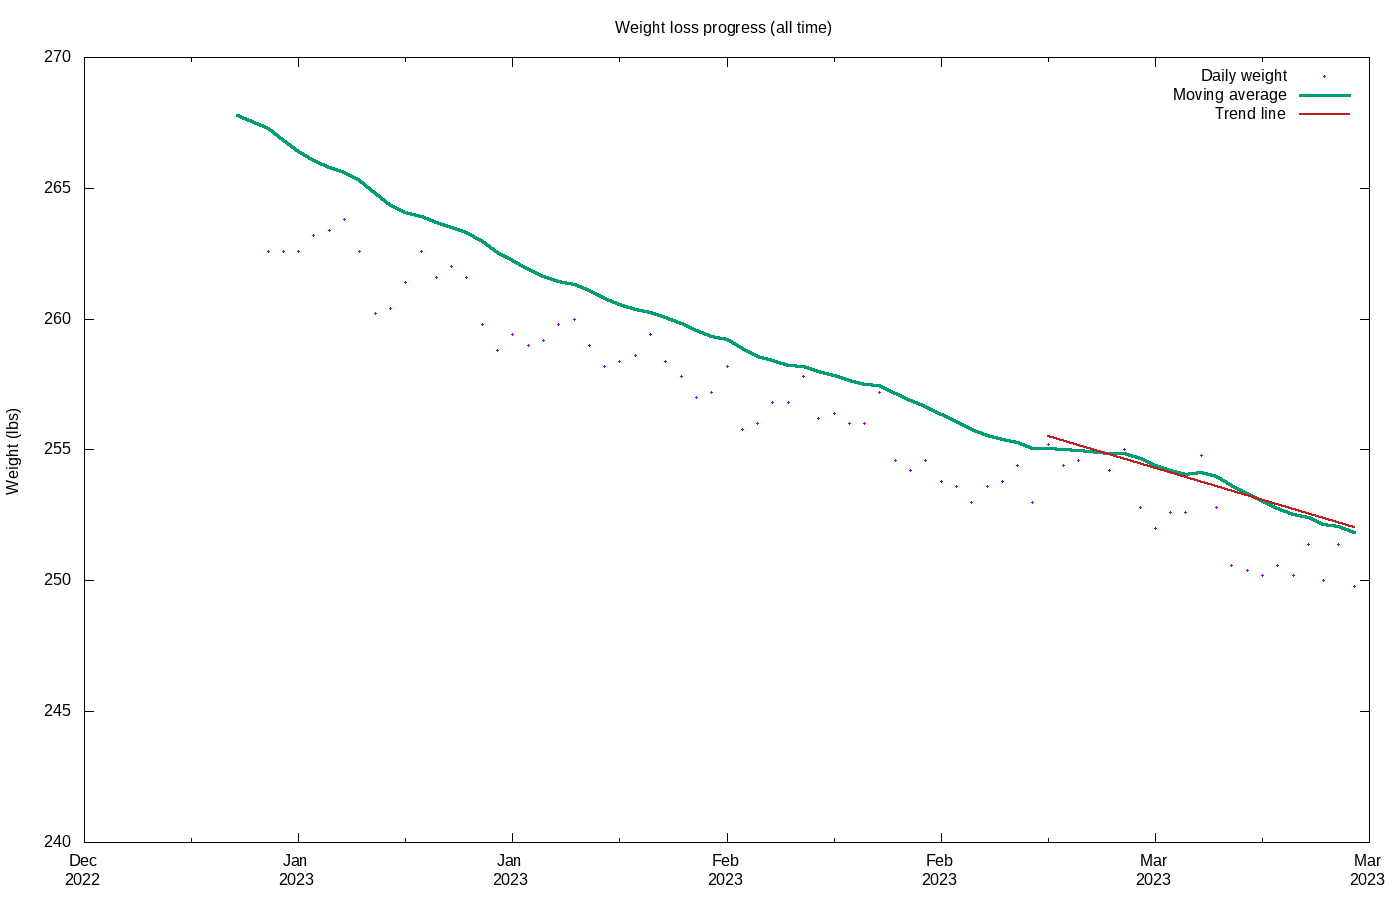 Weight loss progress (all time)
Daily weight
Moving average
Trend line
270
265
260
255
250
245
240
Weight (lbs)
Dec Jan Jan Feb Feb Mar Mar
2022 2023 2023 2023 2023 2023 2023